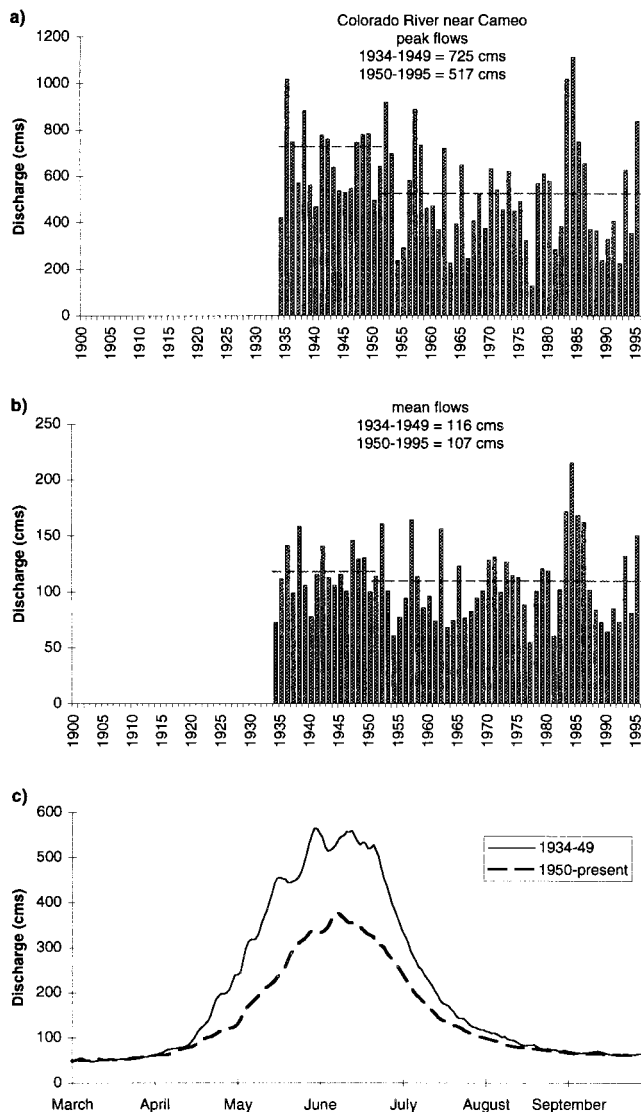 a)
Colorado River near Cameo
peak flows
1934-1949 = 725 cms
1950-1995 = 517 cms
Discharge (cms)
1200
1000
800
600
400
200
0
1900 1905 1910 1915 1920 1925 1930 1935 1940 1945 1950 1955 1960 1965 1970 1975 1980 1985 1990 1995
b)
mean flows
1934-1949 = 116 cms
1950-1995 = 107 cms
Discharge (cms)
250
200
150
100
50
0
1900 1905 1910 1915 1920 1925 1930 1935 1940 1945 1950 1955 1960 1965 1970 1975 1980 1985 1990 1995
c)
Discharge (cms)
600
500
400
300
200
100
0
1934-49
1950-present
March April May June July August September